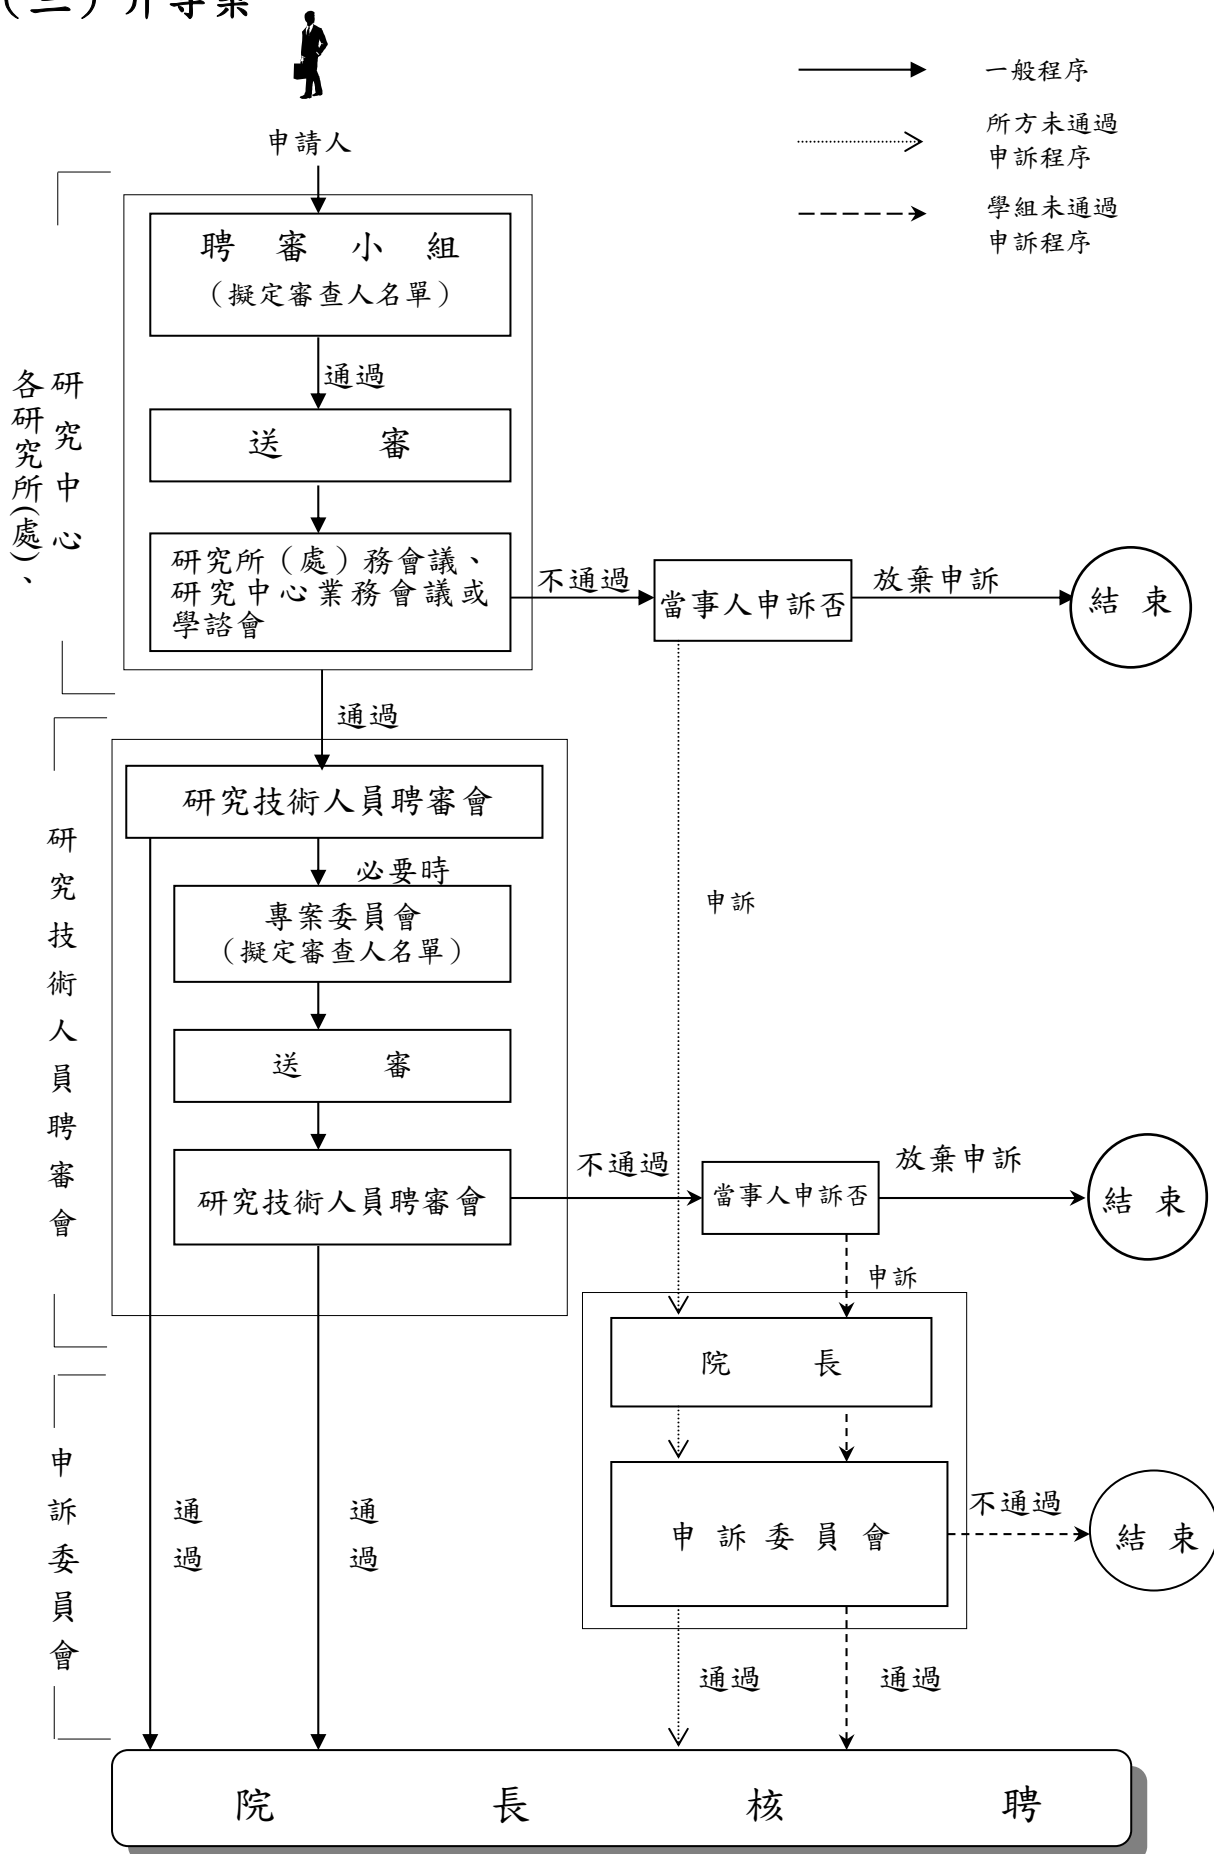 申請人
一般程序
所方未通過
申訴程序
學組未通過
申訴程序
各研究所(處)、
研究中心
聘審小組
（擬定審查人名單）
通過
送審
研究所（處）務會議、
研究中心業務會議或
學諮會
不通過
當事人申訴否
放棄申訴
結束
通過
研究技術人員聘審會
研究技術人員聘審會
必要時
專案委員會
（擬定審查人名單）
申訴
送審
研究技術人員聘審會
不通過
當事人申訴否
放棄申訴
結束
申訴
院長
申訴委員會
通過
通過
申訴委員會
不通過
結束
通過
通過
院長核聘